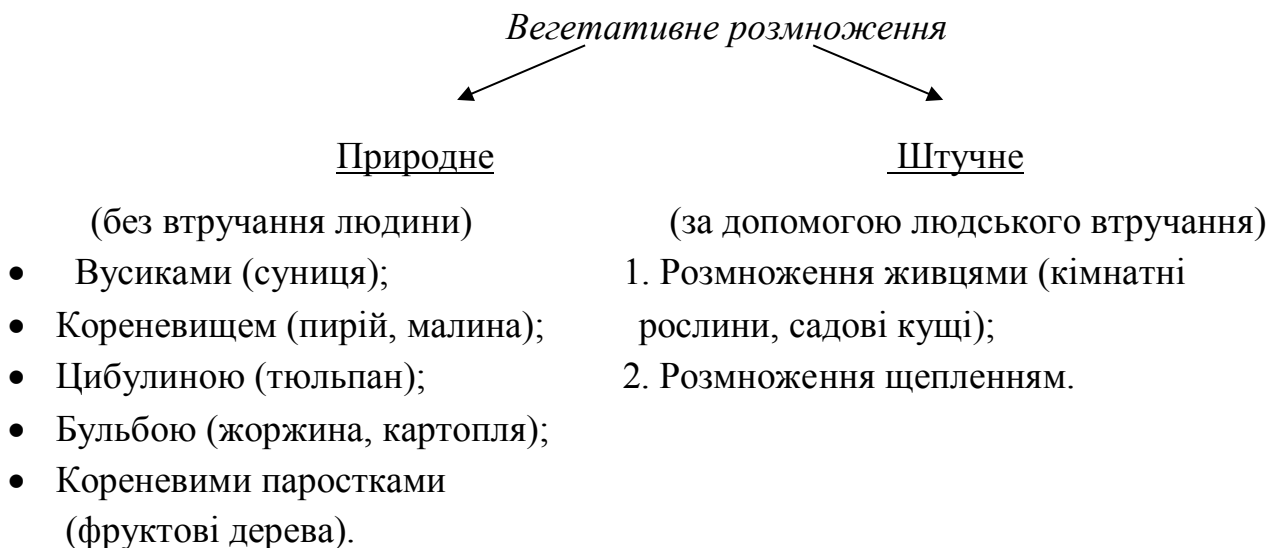 Вегетативне розмноження
Природне
(без втручання людини)
• Вусиками (суниця);
• Кореневищем (пирій, малина);
• Цибулиною (тюльпан);
• Бульбою (жоржина, картопля);
• Кореневими паростками
(фруктові дерева).
Штучне
(за допомогою людського втручання)
1. Розмноження живцями (кімнатні
рослини, садові кущі);
2. Розмноження щепленням.